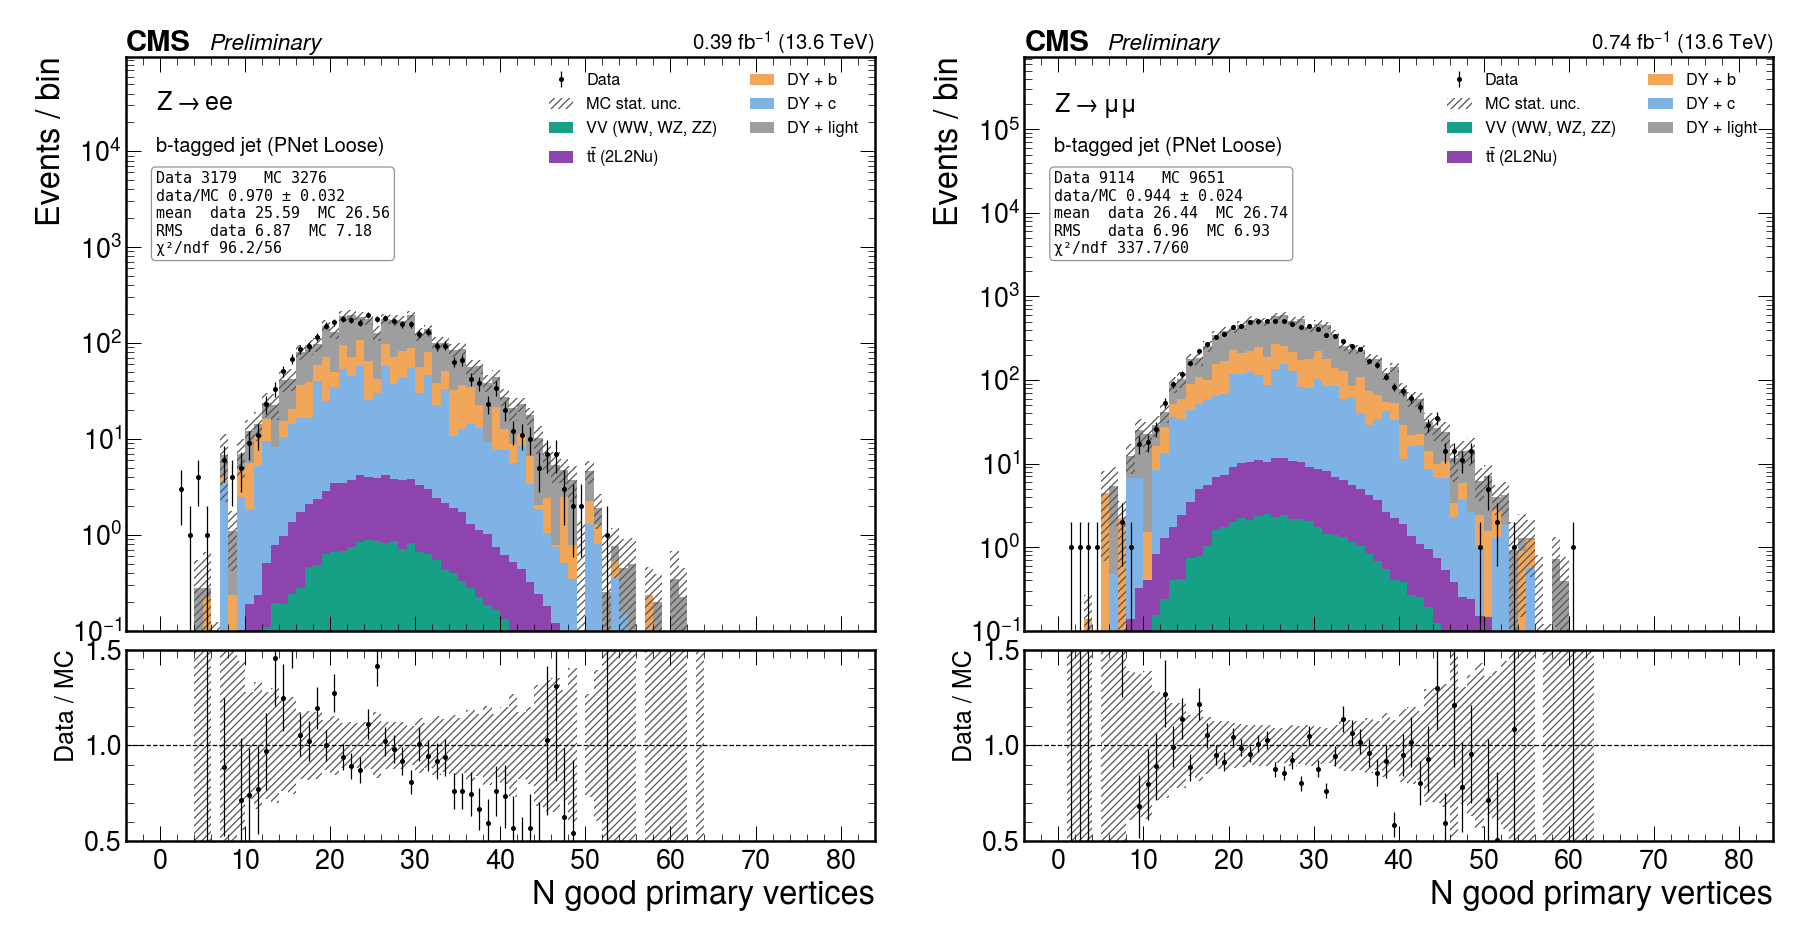 CMS Preliminary 0.39 fb⁻¹ (13.6 TeV)
Events / bin
Z → ee
b-tagged jet (PNet Loose)
Data 3179 MC 3276
data/MC 0.970 ± 0.032
mean data 25.59 MC 26.56
RMS data 6.87 MC 7.18
χ²/ndf 96.2/56
Data
MC stat. unc.
VV (WW, WZ, ZZ)
tt̄ (2L2Nu)
DY + b
DY + c
DY + light
10⁴
10³
10²
10¹
10⁰
10⁻¹
Data / MC
1.5
1.0
0.5
0 10 20 30 40 50 60 70 80
N good primary vertices
CMS Preliminary 0.74 fb⁻¹ (13.6 TeV)
Events / bin
Z → μμ
b-tagged jet (PNet Loose)
Data 9114 MC 9651
data/MC 0.944 ± 0.024
mean data 26.44 MC 26.74
RMS data 6.96 MC 6.93
χ²/ndf 337.7/60
Data
MC stat. unc.
VV (WW, WZ, ZZ)
tt̄ (2L2Nu)
DY + b
DY + c
DY + light
10⁵
10⁴
10³
10²
10¹
10⁰
10⁻¹
Data / MC
1.5
1.0
0.5
0 10 20 30 40 50 60 70 80
N good primary vertices